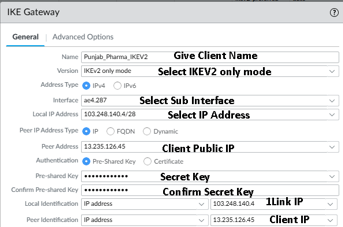 IKE Gateway
General | Advanced Options
Name Punjab_Pharma_IKEV2 Give Client Name
Version IKEv2 only mode Select IKEV2 only mode
Address Type IPv4 IPv6
Interface ae4.287 Select Sub Interface
Local IP Address 103.248.140.4/28 Select IP Address
Peer IP Address Type IP FQDN Dynamic
Peer Address 13.235.126.45 Client Public IP
Authentication Pre-Shared Key Certificate
Pre-shared Key •••••••••••• Secret Key
Confirm Pre-shared Key •••••••••••• Confirm Secret Key
Local Identification IP address 103.248.140.4 1Link IP
Peer Identification IP address 13.235.126.45 Client IP